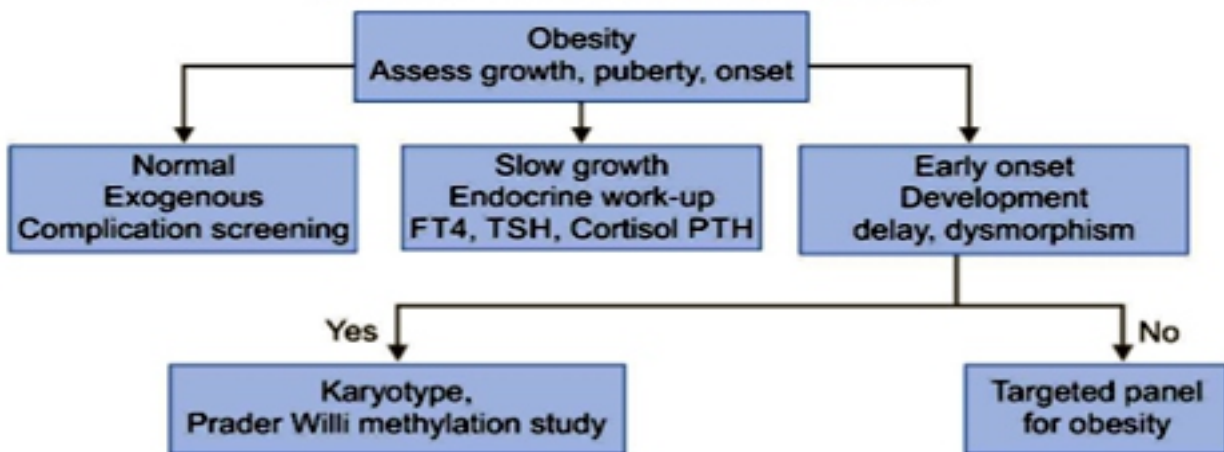 Obesity
Assess growth, puberty, onset
Normal
Exogenous
Complication screening
Slow growth
Endocrine work-up
FT4, TSH, Cortisol PTH
Early onset
Development
delay, dysmorphism
Yes
No
Karyotype,
Prader Willi methylation study
Targeted panel
for obesity